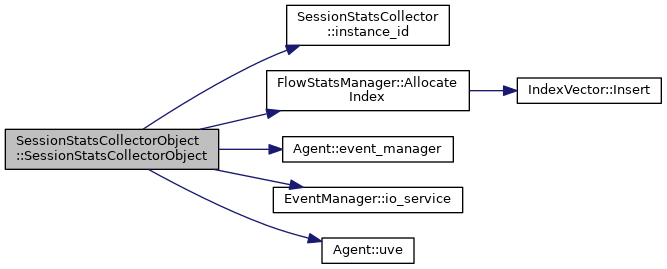 SessionStatsCollectorObject
::SessionStatsCollectorObject
SessionStatsCollector
::instance_id
FlowStatsManager::Allocate
Index
IndexVector::Insert
Agent::event_manager
EventManager::io_service
Agent::uve